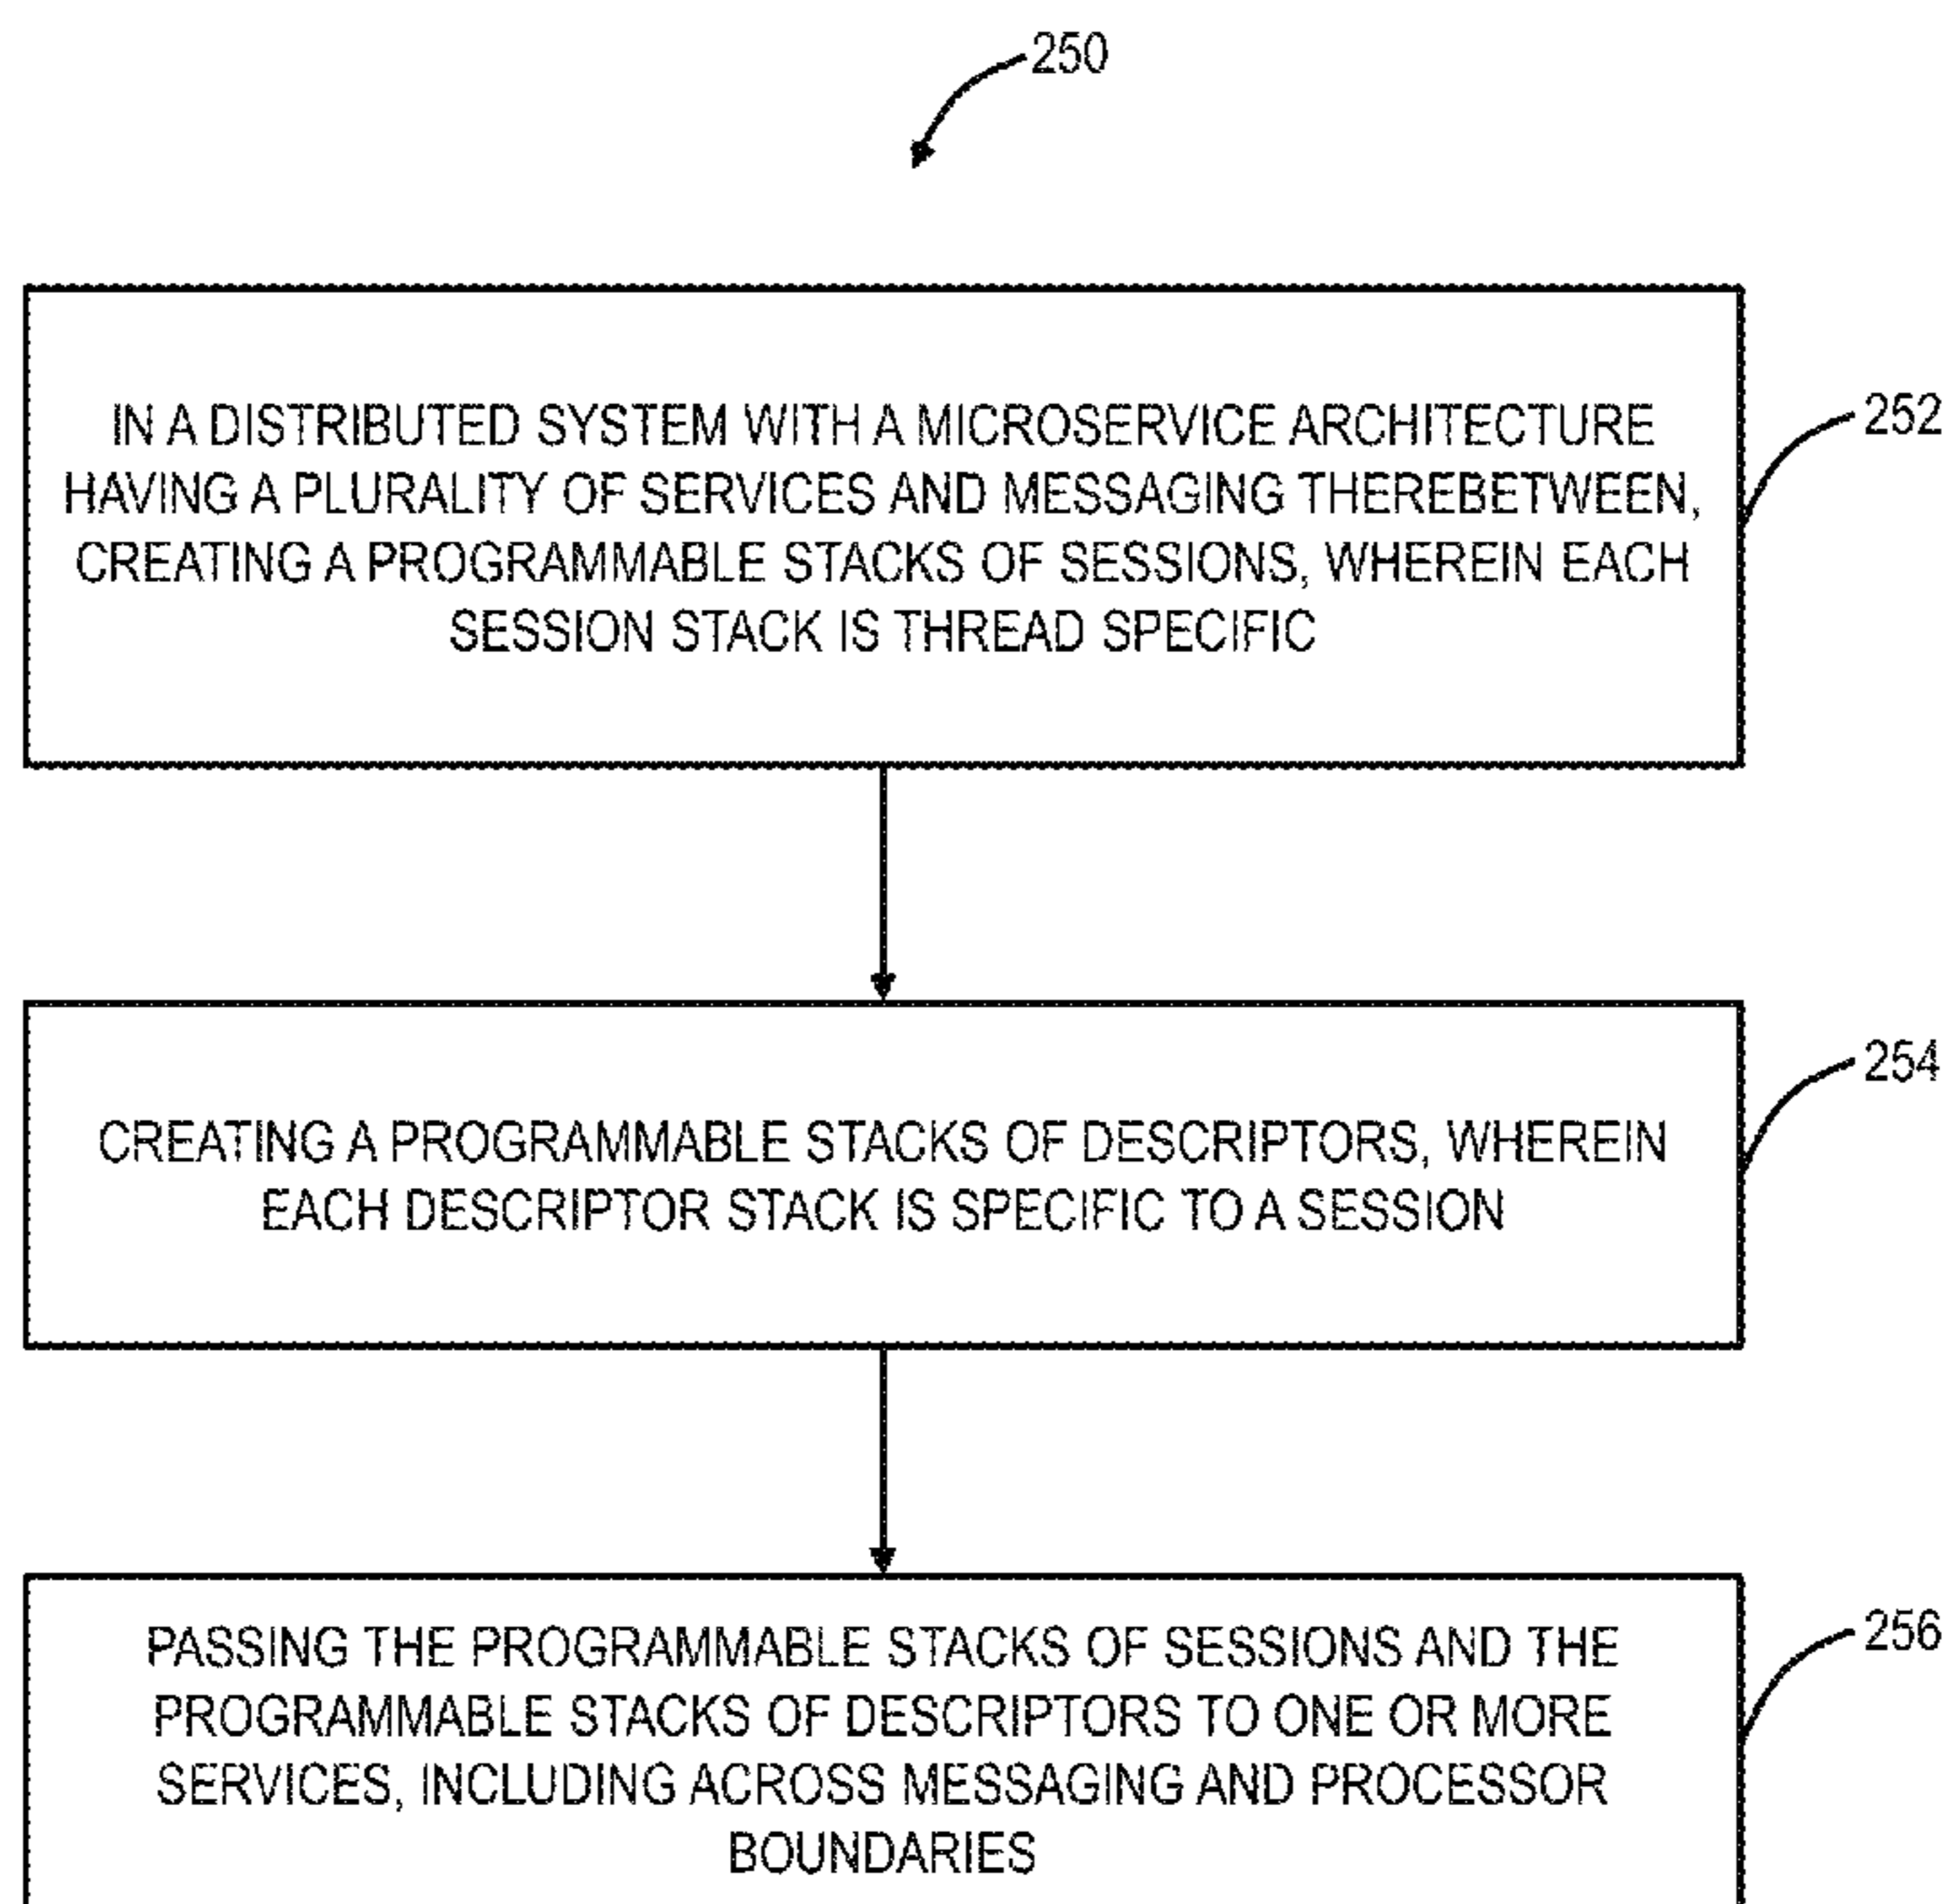 250
IN A DISTRIBUTED SYSTEM WITH A MICROSERVICE ARCHITECTURE
HAVING A PLURALITY OF SERVICES AND MESSAGING THEREBETWEEN,
CREATING A PROGRAMMABLE STACKS OF SESSIONS, WHEREIN EACH
SESSION STACK IS THREAD SPECIFIC
252
CREATING A PROGRAMMABLE STACKS OF DESCRIPTORS, WHEREIN
EACH DESCRIPTOR STACK IS SPECIFIC TO A SESSION
254
PASSING THE PROGRAMMABLE STACKS OF SESSIONS AND THE
PROGRAMMABLE STACKS OF DESCRIPTORS TO ONE OR MORE
SERVICES, INCLUDING ACROSS MESSAGING AND PROCESSOR
BOUNDARIES
256